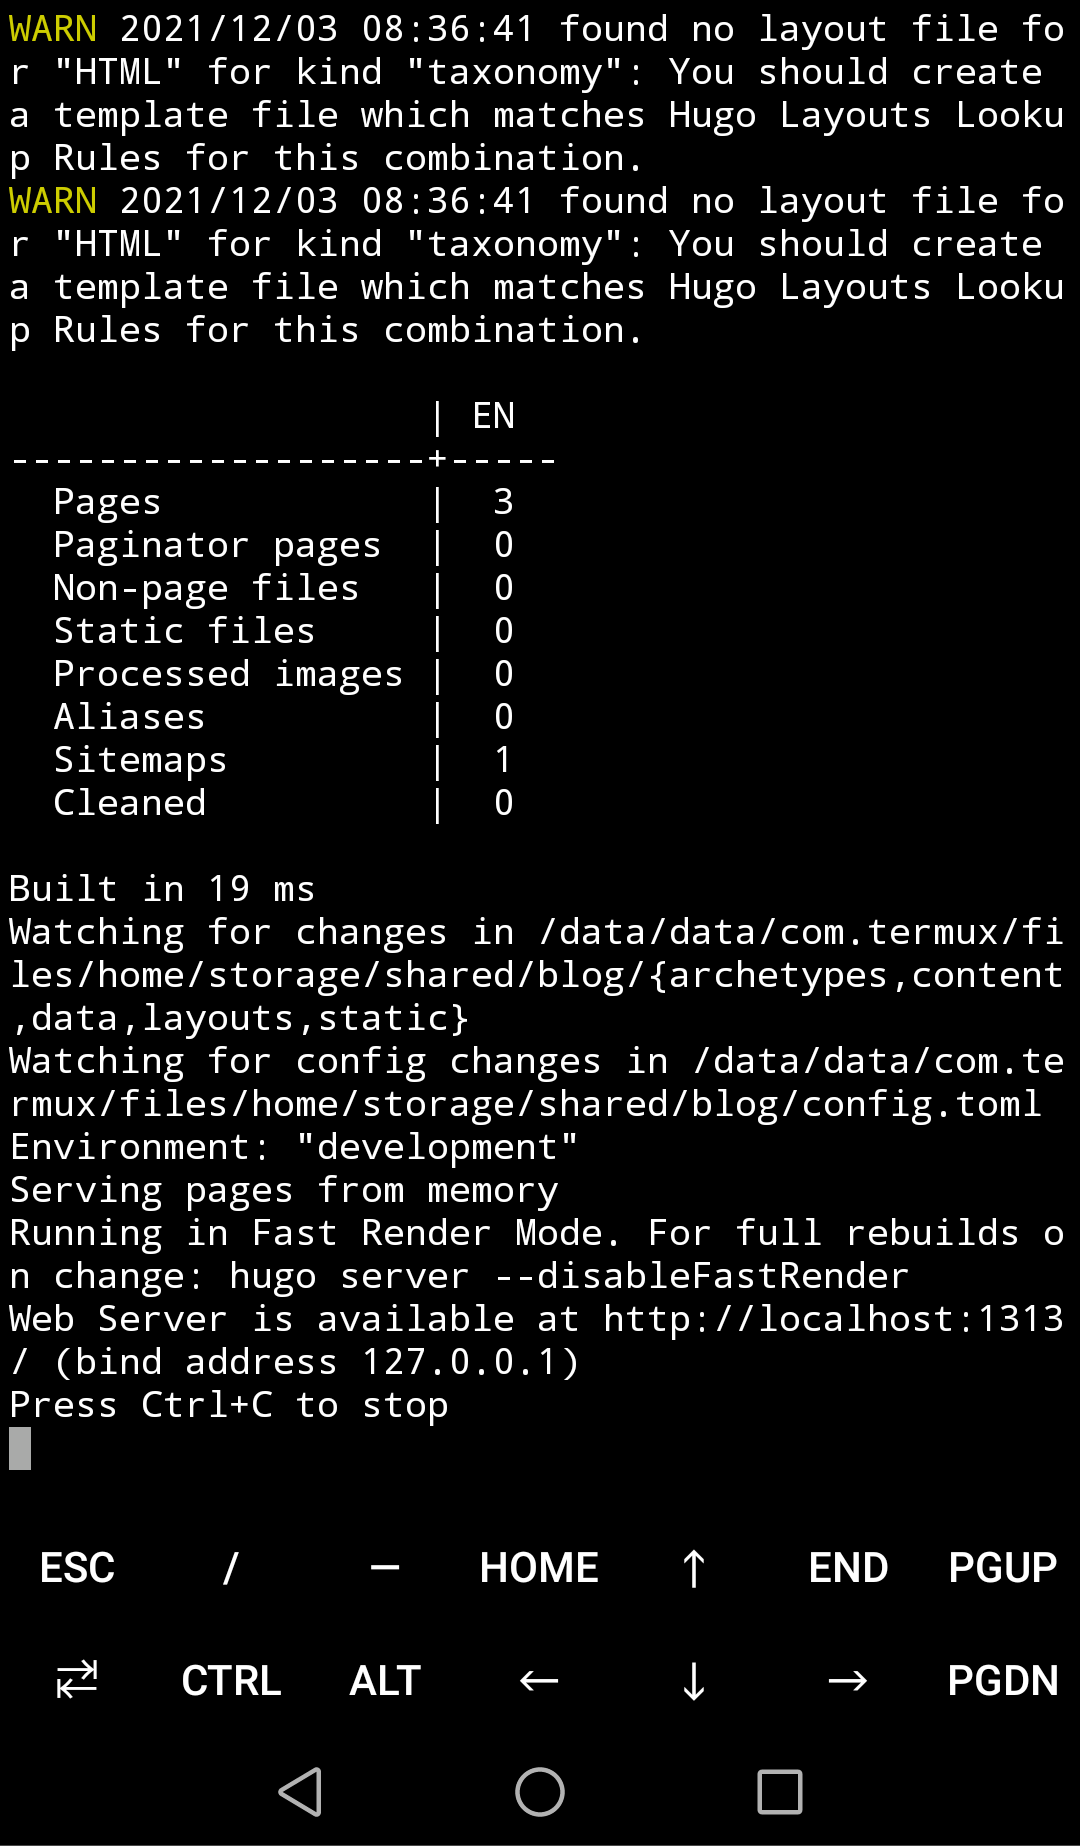 WARN 2021/12/03 08:36:41 found no layout file fo
r "HTML" for kind "taxonomy": You should create
a template file which matches Hugo Layouts Looku
p Rules for this combination.
WARN 2021/12/03 08:36:41 found no layout file fo
r "HTML" for kind "taxonomy": You should create
a template file which matches Hugo Layouts Looku
p Rules for this combination.
                   | EN
-------------------+-----
  Pages            |  3
  Paginator pages  |  0
  Non-page files   |  0
  Static files     |  0
  Processed images |  0
  Aliases          |  0
  Sitemaps         |  1
  Cleaned          |  0
Built in 19 ms
Watching for changes in /data/data/com.termux/fi
les/home/storage/shared/blog/{archetypes,content
,data,layouts,static}
Watching for config changes in /data/data/com.te
rmux/files/home/storage/shared/blog/config.toml
Environment: "development"
Serving pages from memory
Running in Fast Render Mode. For full rebuilds o
n change: hugo server --disableFastRender
Web Server is available at http://localhost:1313
/ (bind address 127.0.0.1)
Press Ctrl+C to stop
ESC / — HOME ↑ END PGUP
CTRL ALT ← ↓ → PGDN